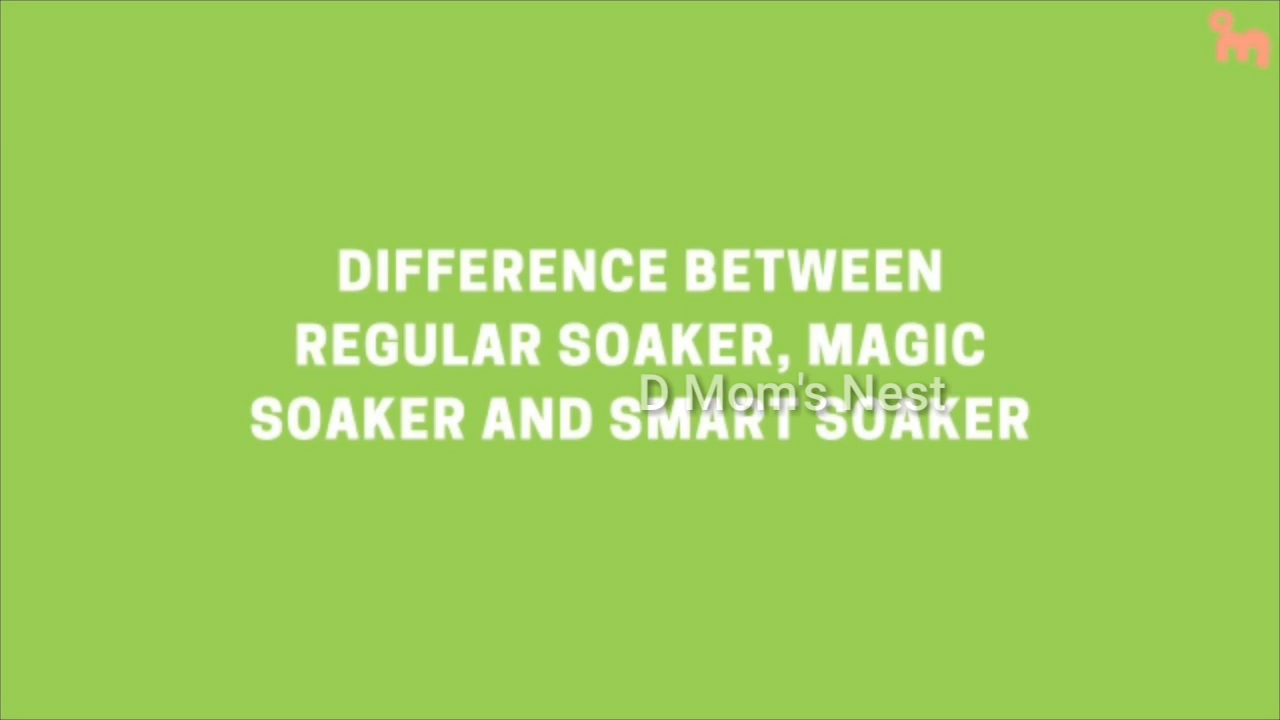 DIFFERENCE BETWEEN
REGULAR SOAKER, MAGIC
D Mom's Nest
SOAKER AND SMART SOAKER